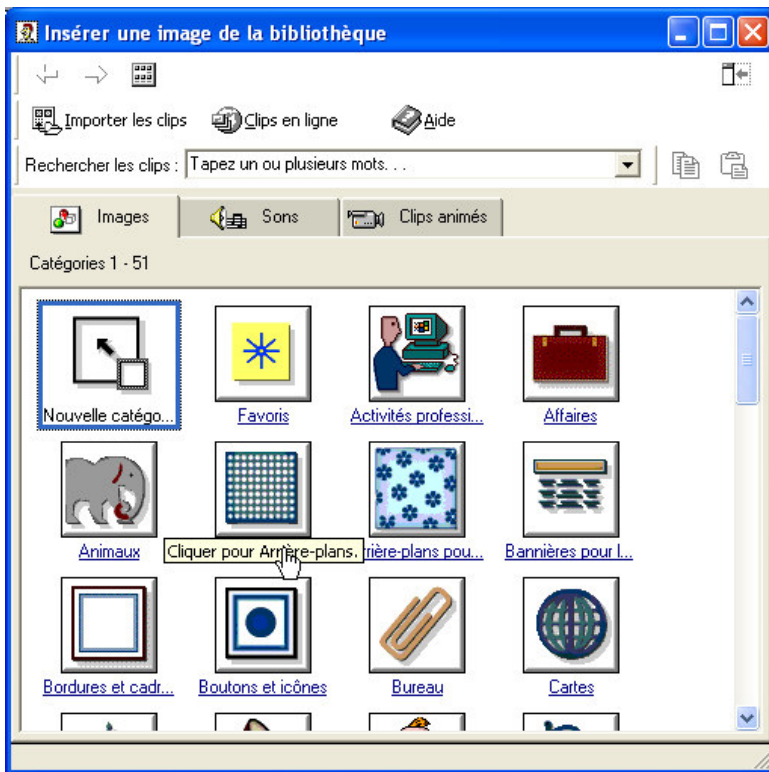 Insérer une image de la bibliothèque
Importer les clips Clips en ligne Aide
Rechercher les clips : Tapez un ou plusieurs mots. . .
Images Sons Clips animés
Catégories 1 - 51
Nouvelle catégo... Favoris Activités professi... Affaires
Animaux Cliquer pour Arrière-plans. rière-plans pou... Bannières pour l...
Bordures et cadr... Boutons et icônes Bureau Cartes